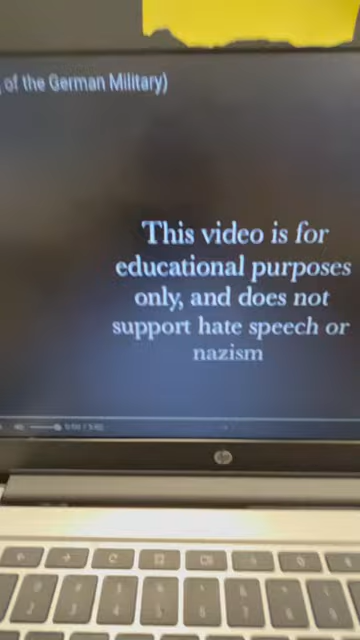 of the German Military)
This video is for
educational purposes
only, and does not
support hate speech or
nazism
hp